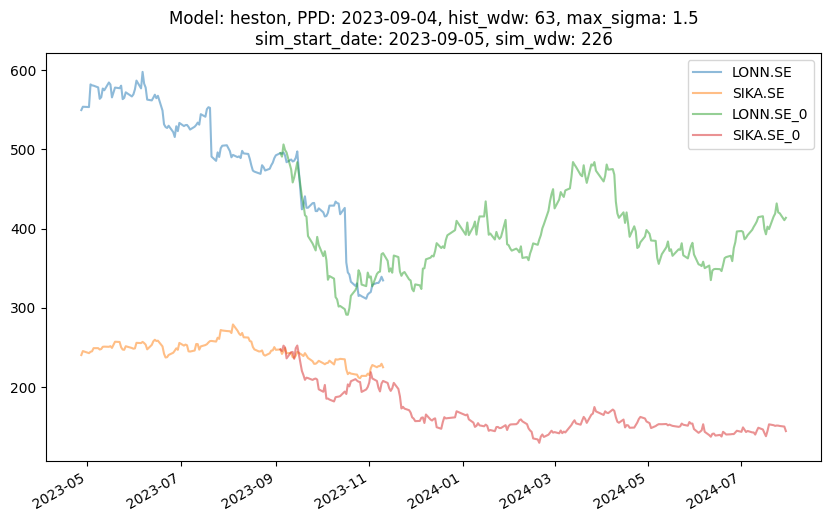 Model: heston, PPD: 2023-09-04, hist_wdw: 63, max_sigma: 1.5
sim_start_date: 2023-09-05, sim_wdw: 226
LONN.SE
SIKA.SE
LONN.SE_0
SIKA.SE_0
600
500
400
300
200
2023-05
2023-07
2023-09
2023-11
2024-01
2024-03
2024-05
2024-07